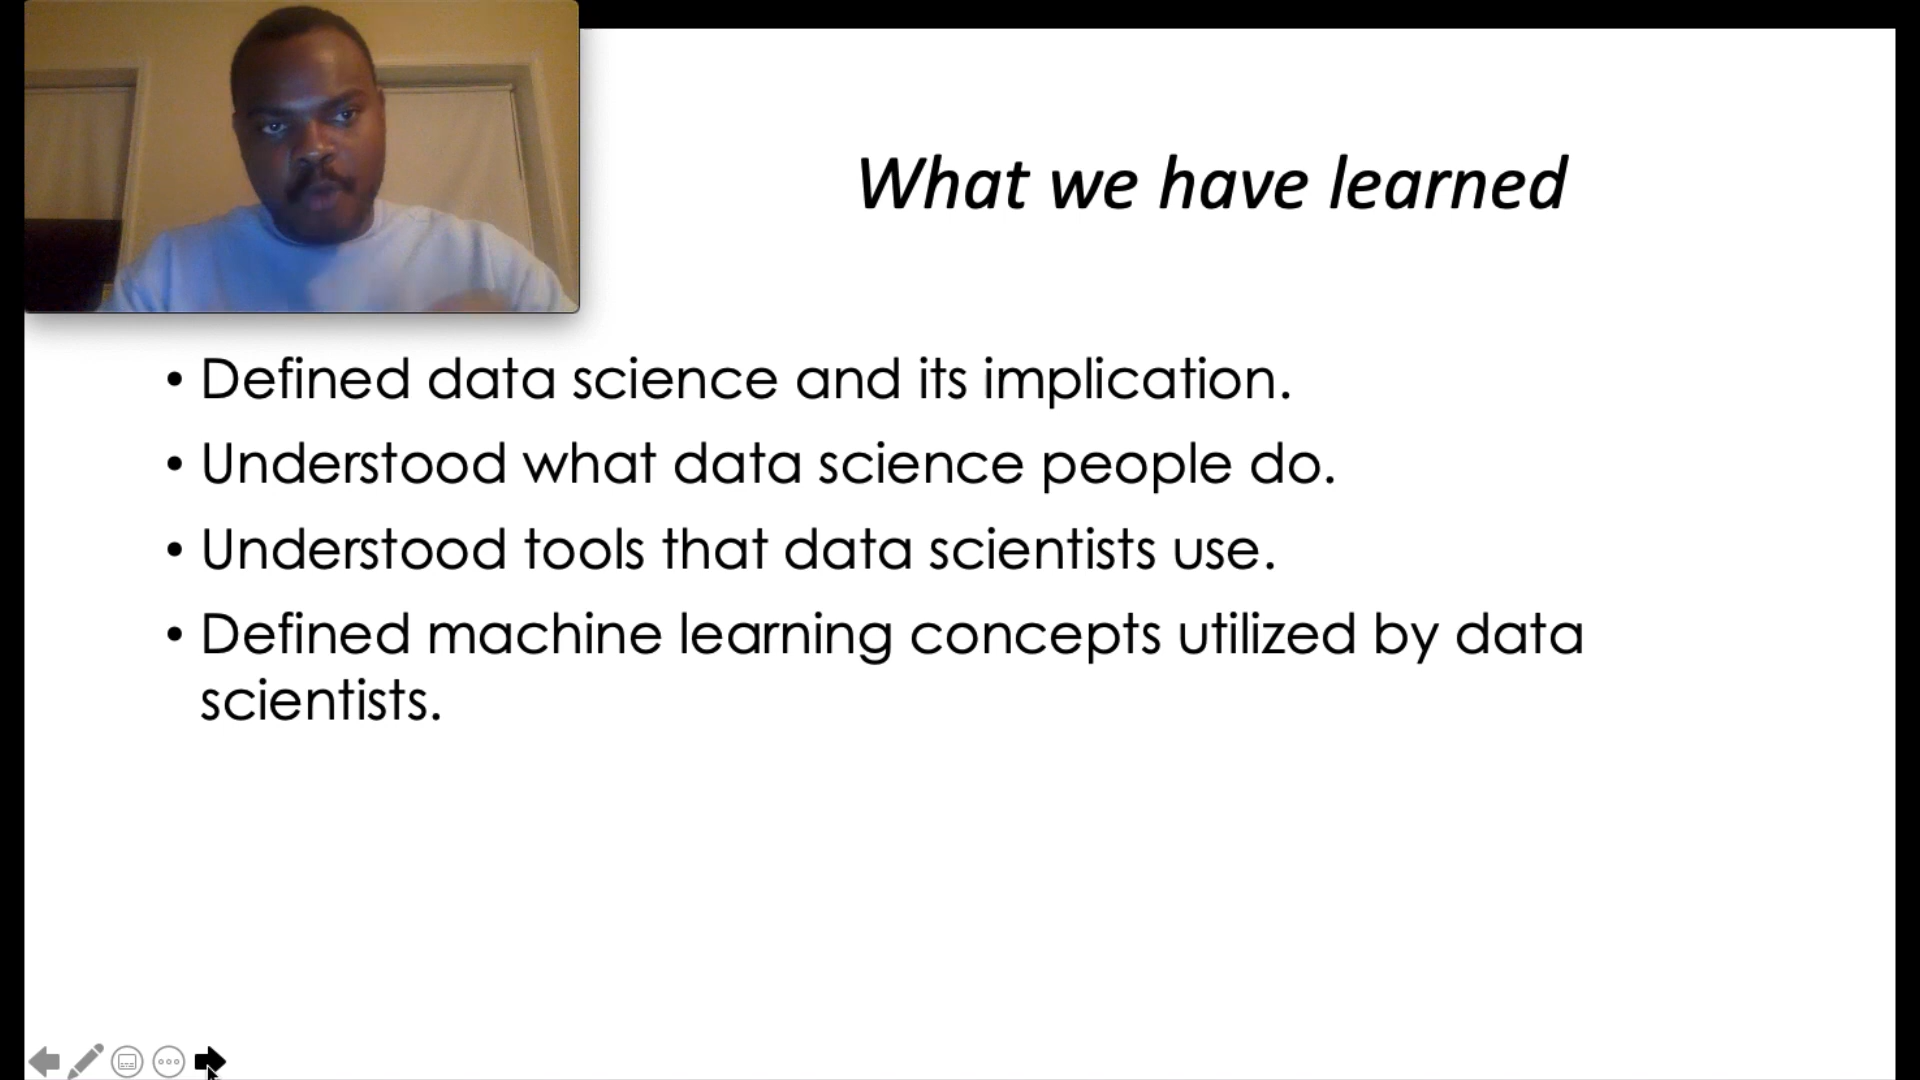 What we have learned
• Defined data science and its implication.
• Understood what data science people do.
• Understood tools that data scientists use.
• Defined machine learning concepts utilized by data
scientists.